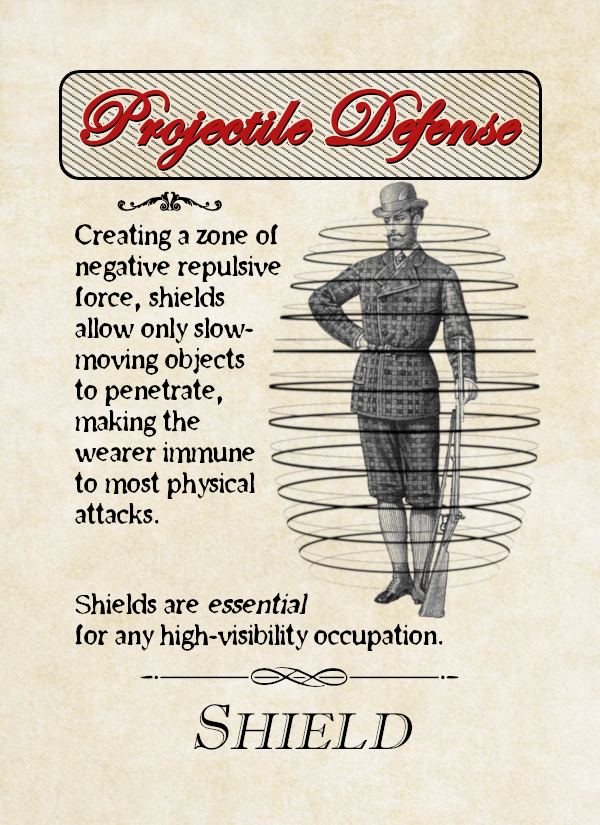 Projectile Defense
Creating a zone of
negative repulsive
force, shields
allow only slow-
moving objects
to penetrate,
making the
wearer immune
to most physical
attacks.
Shields are essential
for any high-visibility occupation.
SHIELD